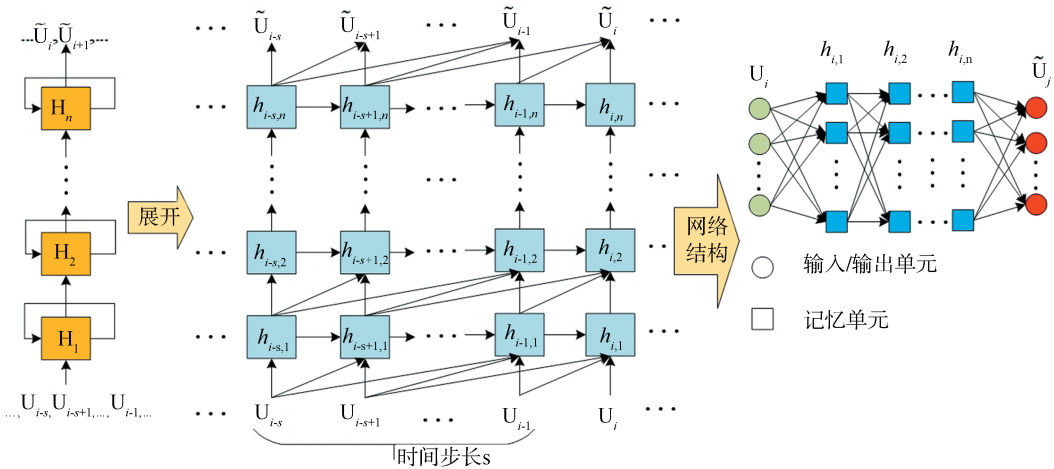 ...Ũi,Ũi+1,...
Hn
H2
H1
...,Ui-s,Ui-s+1,...,Ui-1,...
展开
... Ũi-s Ũi-s+1 ... Ũi-1 Ũi ...
... hi-s,n hi-s+1,n ... hi-1,n hi,n ...
... hi-s,2 hi-s+1,2 ... hi-1,2 hi,2 ...
... hi-s,1 hi-s+1,1 ... hi-1,1 hi,1 ...
... Ui-s Ui-s+1 ... Ui-1 Ui ...
时间步长s
网络
结构
Ui hi,1 hi,2 hi,n Ũj
输入/输出单元
记忆单元